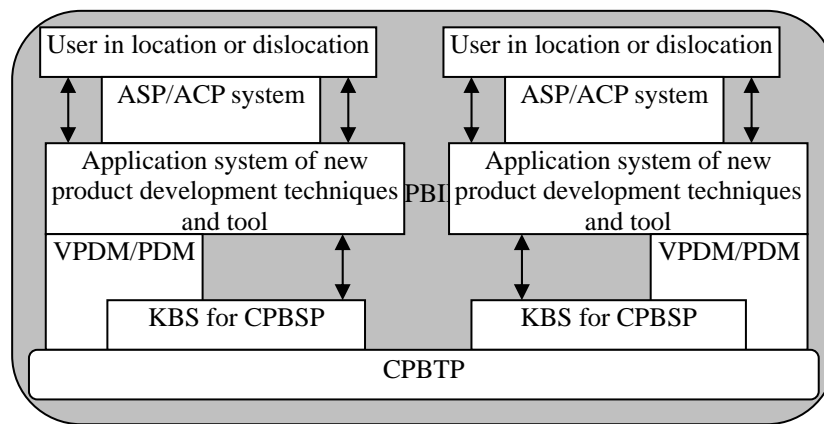 User in location or dislocation
ASP/ACP system
Application system of new
product development techniques
and tool
VPDM/PDM
KBS for CPBSP
User in location or dislocation
ASP/ACP system
Application system of new
product development techniques
and tool
VPDM/PDM
KBS for CPBSP
CPBTP